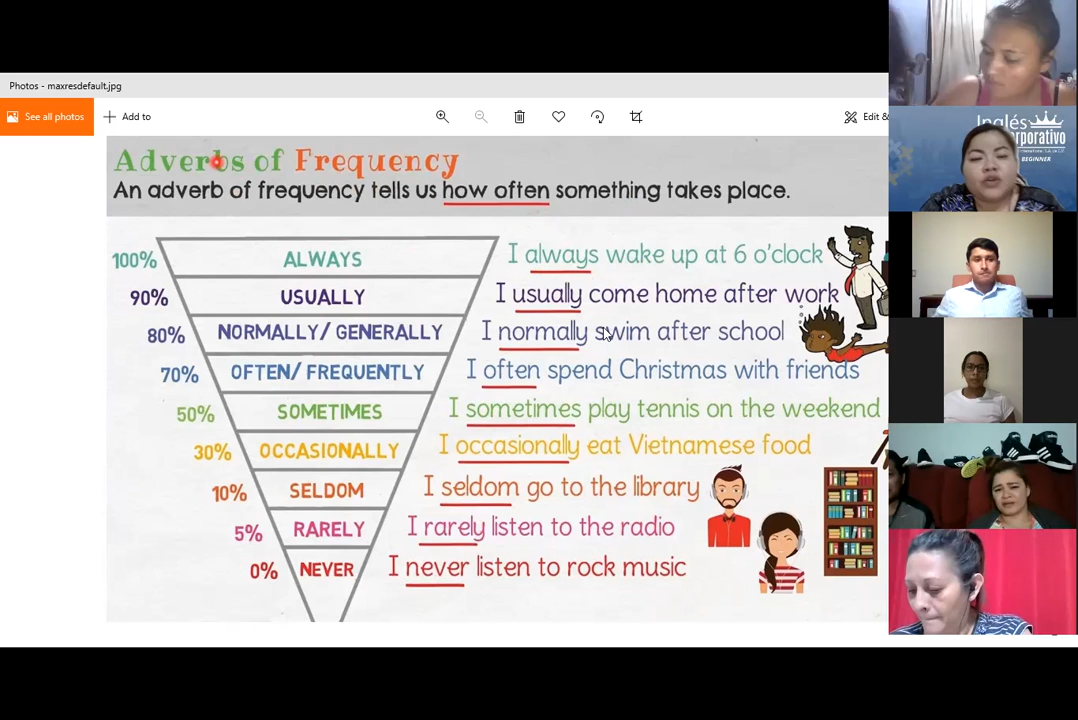 Photos - maxresdefault.jpg
See all photos
Add to
Edit &
Adverbs of Frequency
An adverb of frequency tells us how often something takes place.
100% ALWAYS I always wake up at 6 o'clock
90% USUALLY I usually come home after work
80% NORMALLY/ GENERALLY I normally swim after school
70% OFTEN/ FREQUENTLY I often spend Christmas with friends
50% SOMETIMES I sometimes play tennis on the weekend
30% OCCASIONALLY I occasionally eat Vietnamese food
10% SELDOM I seldom go to the library
5% RARELY I rarely listen to the radio
0% NEVER I never listen to rock music
Inglés
orporativo
BEGINNER